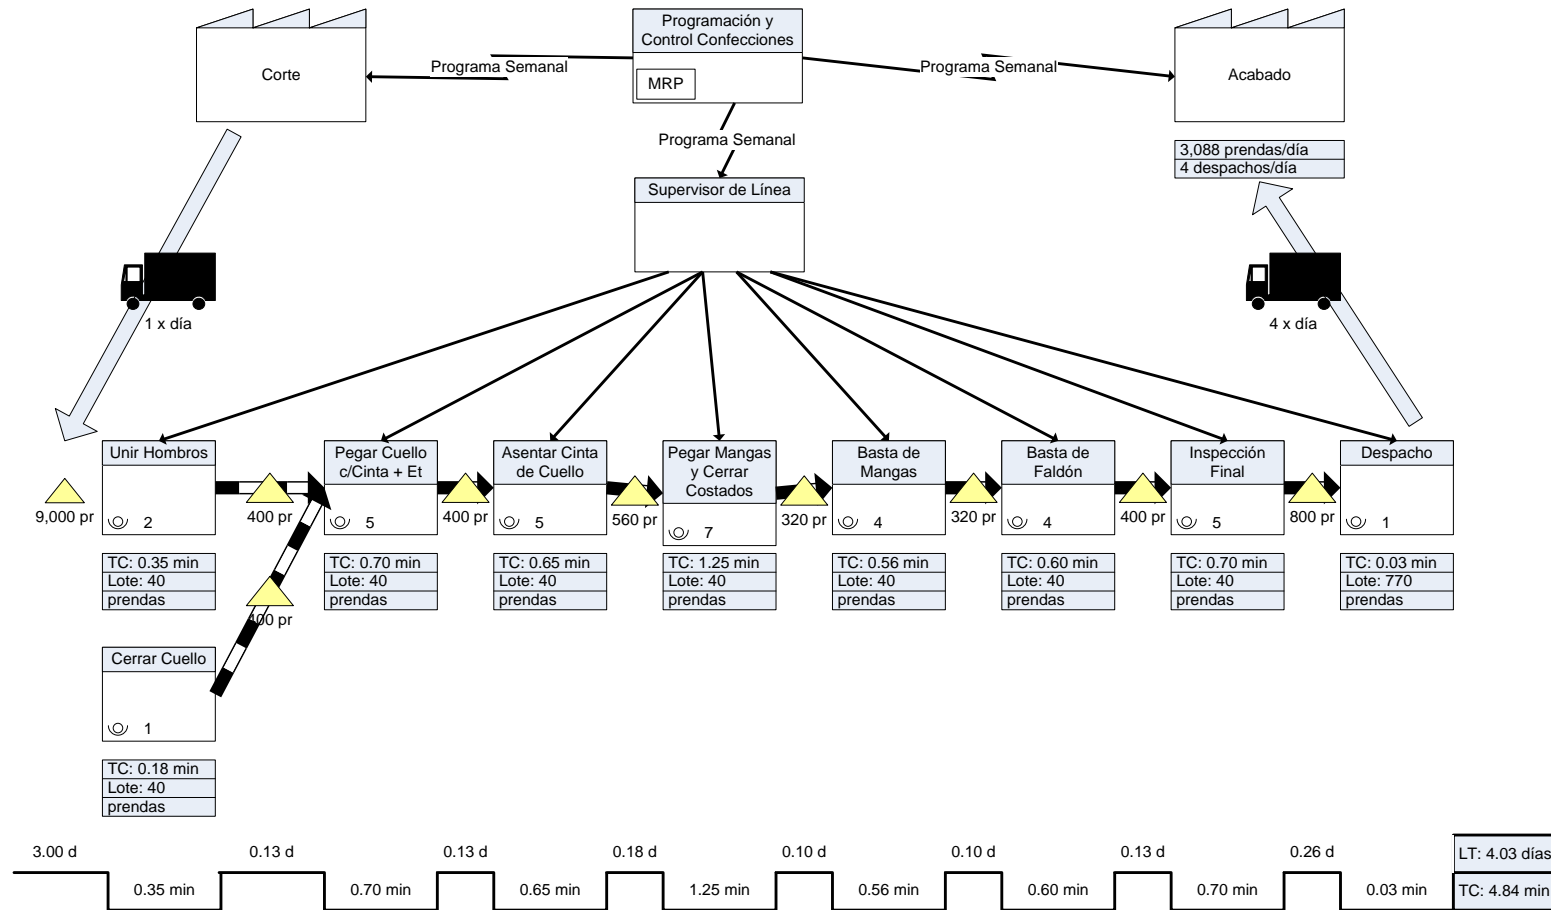 Programación y
Control Confecciones
MRP
Corte
Programa Semanal
Programa Semanal
Acabado
3,088 prendas/día
4 despachos/día
Programa Semanal
Supervisor de Línea
1 x día
4 x día
9,000 pr
Unir Hombros
2
TC: 0.35 min
Lote: 40
prendas
400 pr
Pegar Cuello
c/Cinta + Et
5
TC: 0.70 min
Lote: 40
prendas
400 pr
Asentar Cinta
de Cuello
5
TC: 0.65 min
Lote: 40
prendas
560 pr
Pegar Mangas
y Cerrar
Costados
7
TC: 1.25 min
Lote: 40
prendas
320 pr
Basta de
Mangas
4
TC: 0.56 min
Lote: 40
prendas
320 pr
Basta de
Faldón
4
TC: 0.60 min
Lote: 40
prendas
400 pr
Inspección
Final
5
TC: 0.70 min
Lote: 40
prendas
800 pr
Despacho
1
TC: 0.03 min
Lote: 770
prendas
400 pr
Cerrar Cuello
1
TC: 0.18 min
Lote: 40
prendas
3.00 d
0.13 d
0.13 d
0.18 d
0.10 d
0.10 d
0.13 d
0.26 d
LT: 4.03 días
0.35 min
0.70 min
0.65 min
1.25 min
0.56 min
0.60 min
0.70 min
0.03 min
TC: 4.84 min